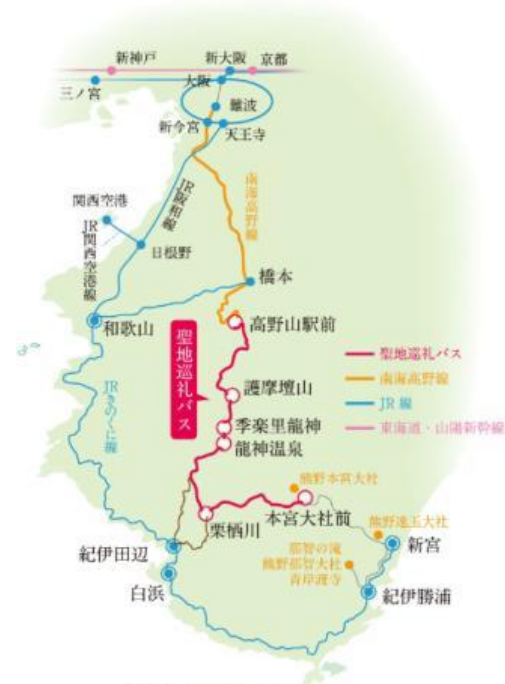 新神戸
新大阪
京都
三ノ宮
大阪
難波
新今宮
天王寺
関西空港
JR阪和線
南海高野線
JR関西空港線
日根野
橋本
和歌山
高野山駅前
聖地巡礼バス
護摩壇山
季楽里龍神
龍神温泉
聖地巡礼バス
南海高野線
JR線
東海道・山陽新幹線
JRきのくに線
熊野本宮大社
本宮大社前
栗栖川
熊野速玉大社
新宮
那智の滝
熊野那智大社
青岸渡寺
紀伊田辺
白浜
紀伊勝浦